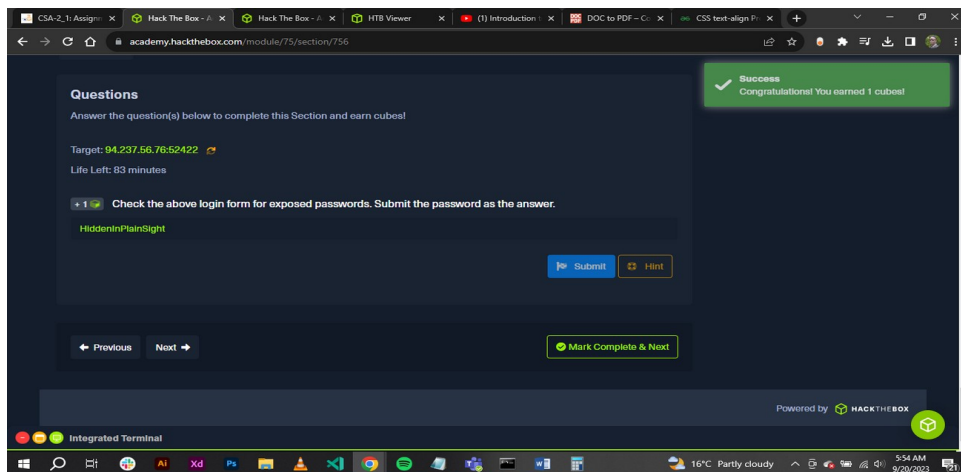 CSA-2_1: Assignm
Hack The Box - A
Hack The Box - A
HTB Viewer
(1) Introduction t
DOC to PDF – Co
CSS text-align Pr
academy.hackthebox.com/module/75/section/756
Success
Congratulations! You earned 1 cubes!
Questions
Answer the question(s) below to complete this Section and earn cubes!
Target: 94.237.56.76:52422
Life Left: 83 minutes
+ 1 Check the above login form for exposed passwords. Submit the password as the answer.
HiddenInPlainSight
Submit Hint
Previous Next Mark Complete & Next
Powered by HACKTHEBOX
Integrated Terminal
Ai Xd Ps
16°C Partly cloudy
5:54 AM
9/20/2023
21